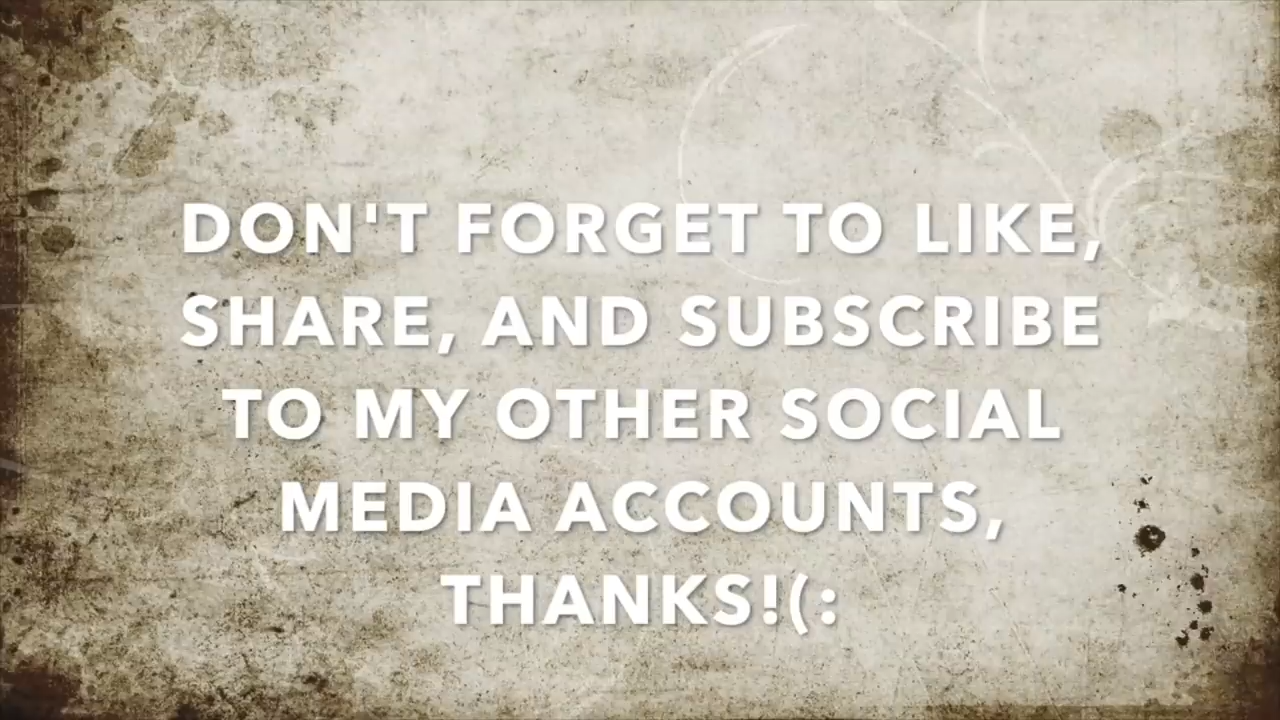 DON'T FORGET TO LIKE,
SHARE, AND SUBSCRIBE
TO MY OTHER SOCIAL
MEDIA ACCOUNTS,
THANKS!(: